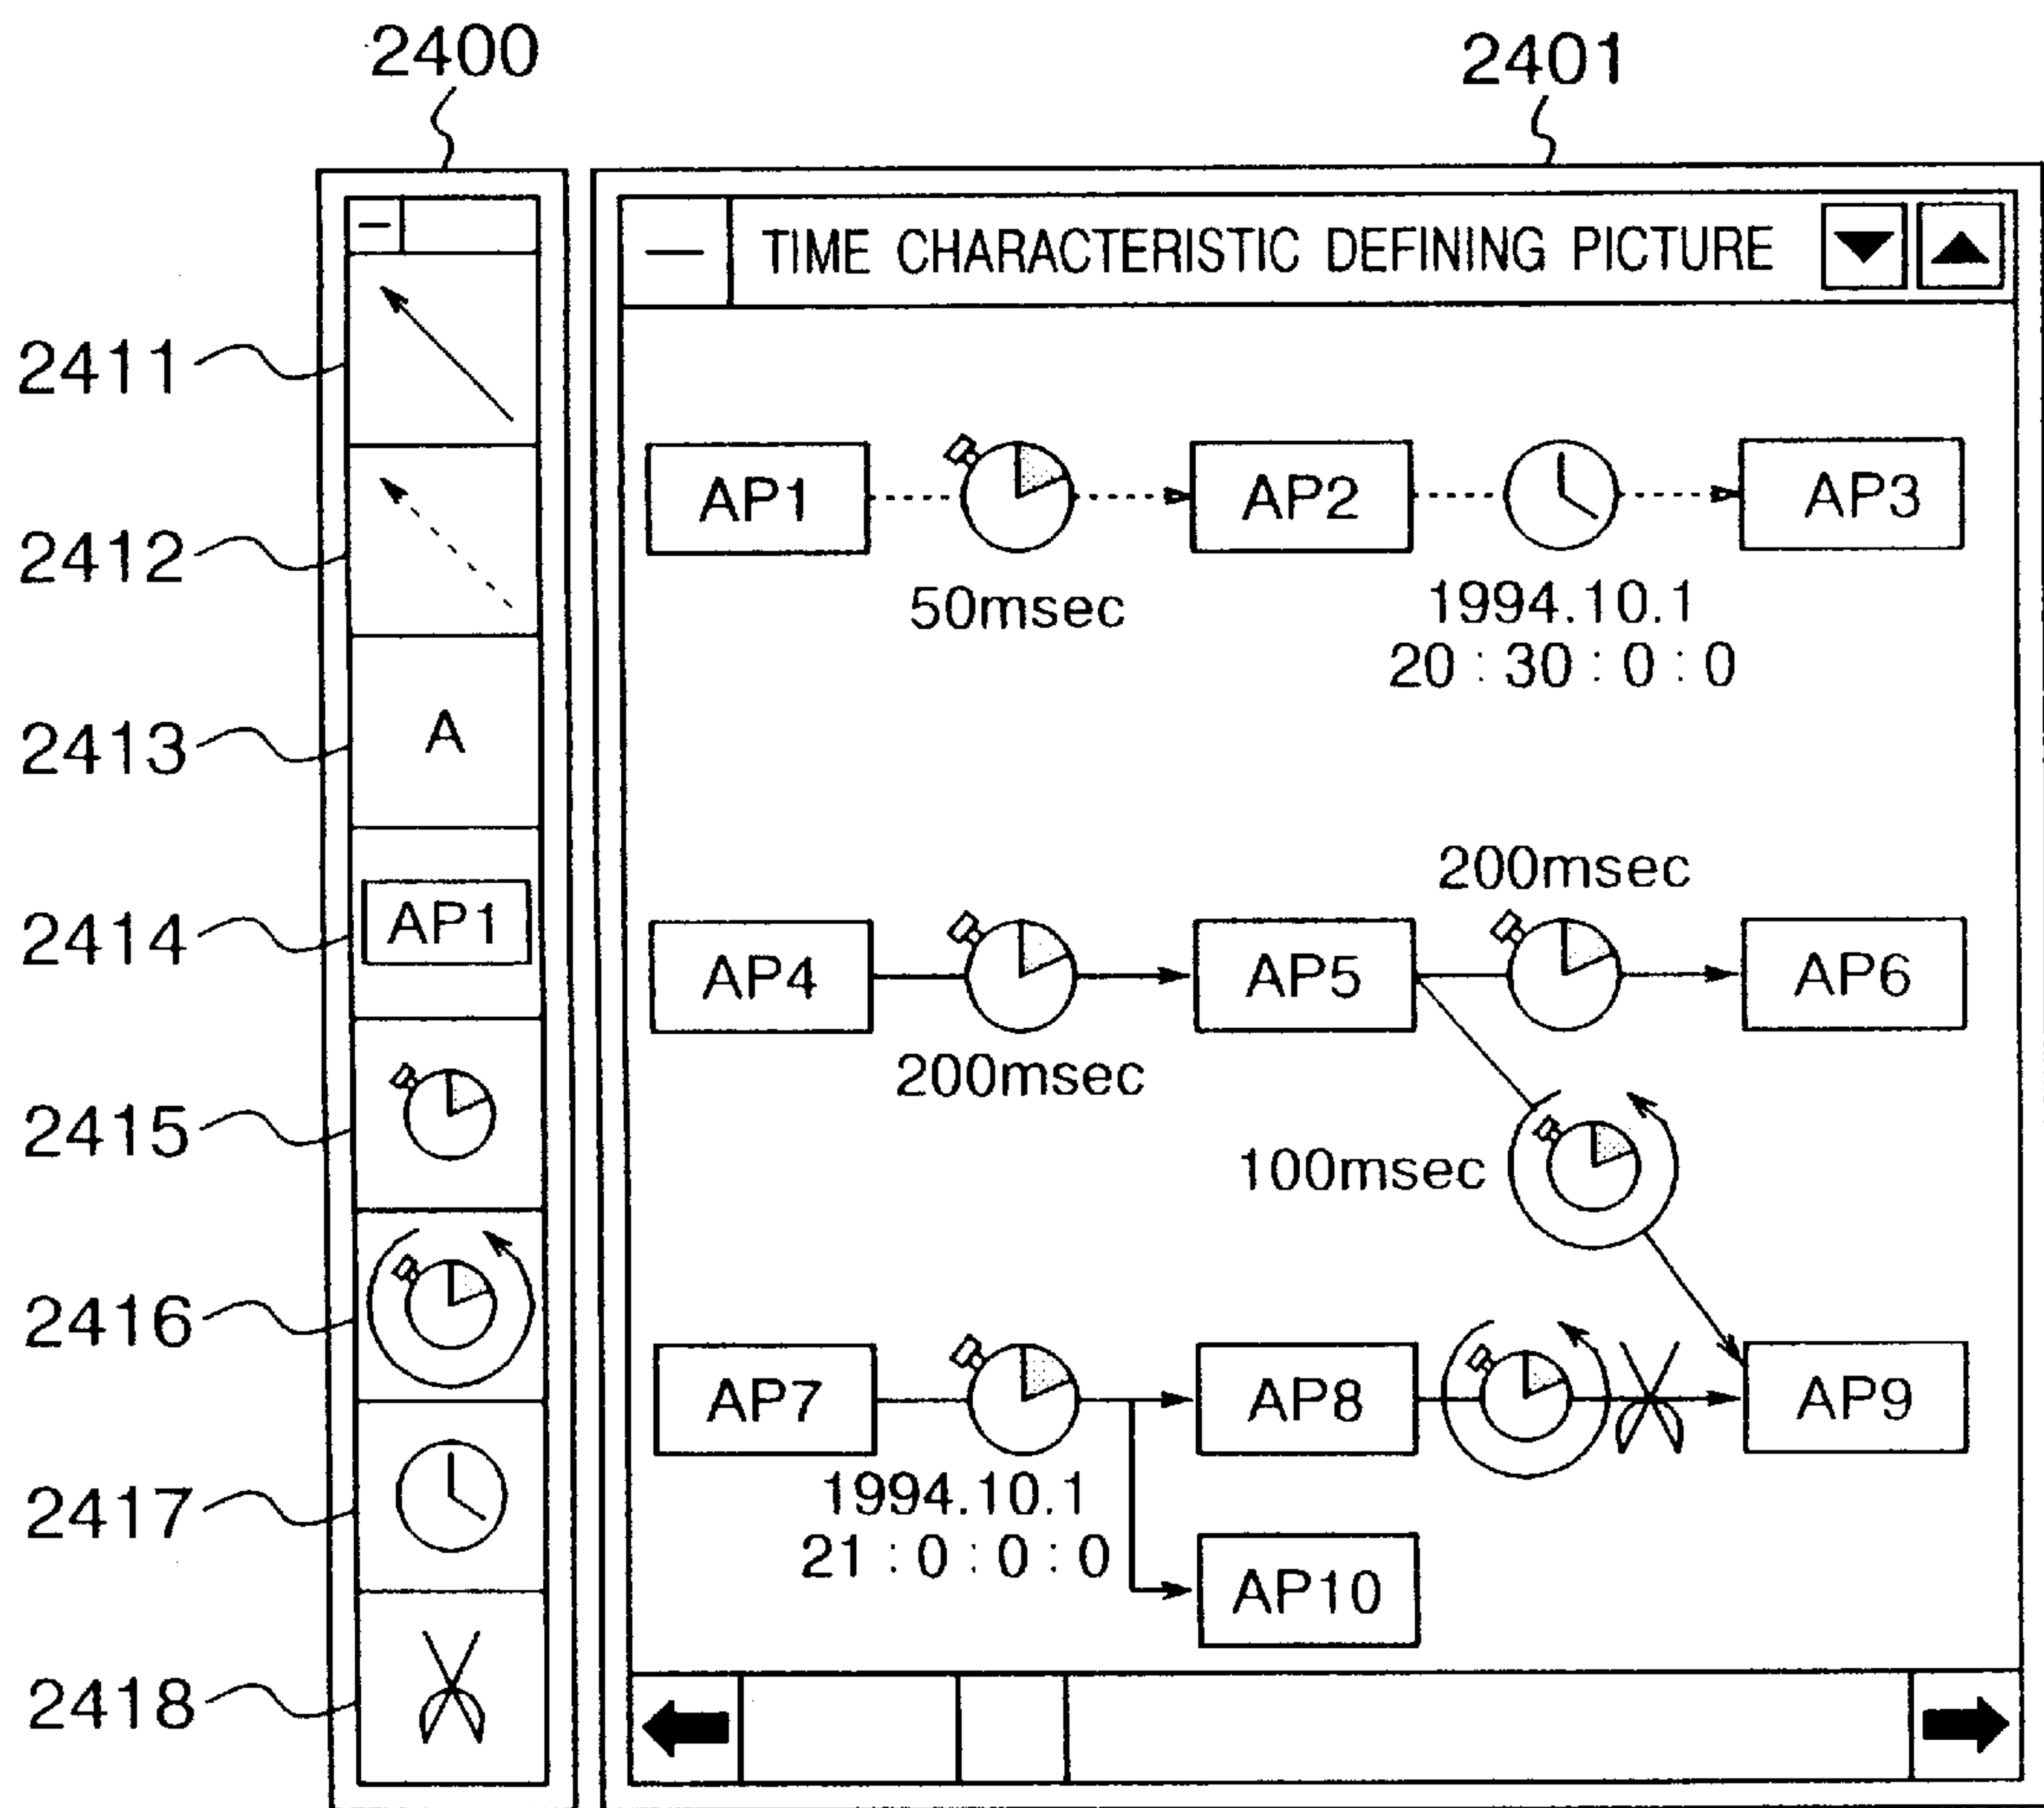 2400
2401
TIME CHARACTERISTIC DEFINING PICTURE
2411
2412
2413
A
2414
AP1
2415
2416
2417
2418
AP1
AP2
AP3
50msec
1994.10.1
20 : 30 : 0 : 0
200msec
AP4
AP5
AP6
200msec
100msec
AP7
AP8
AP9
1994.10.1
21 : 0 : 0 : 0
AP10